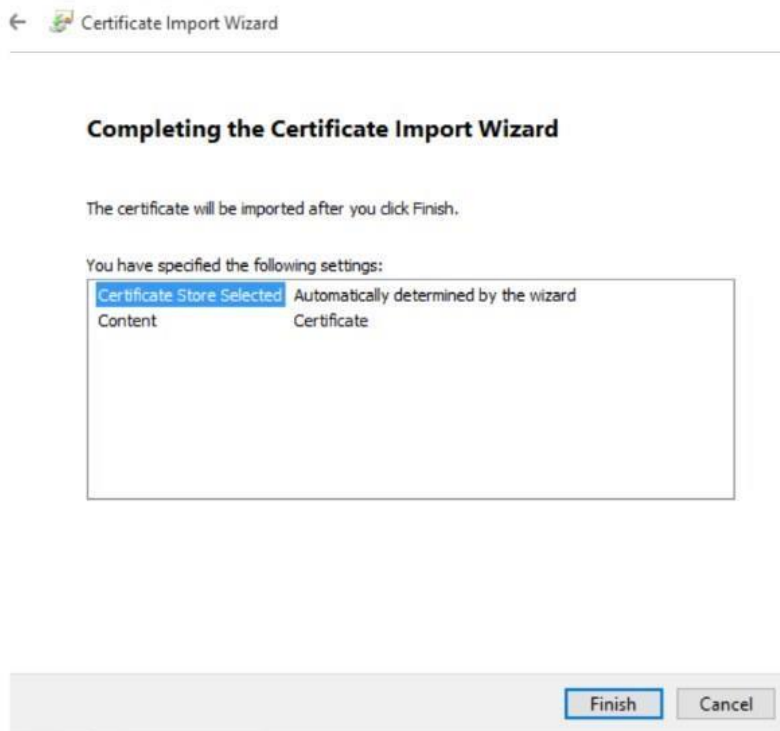 Certificate Import Wizard
Completing the Certificate Import Wizard
The certificate will be imported after you click Finish.
You have specified the following settings:
Certificate Store Selected Automatically determined by the wizard
Content Certificate
Finish Cancel